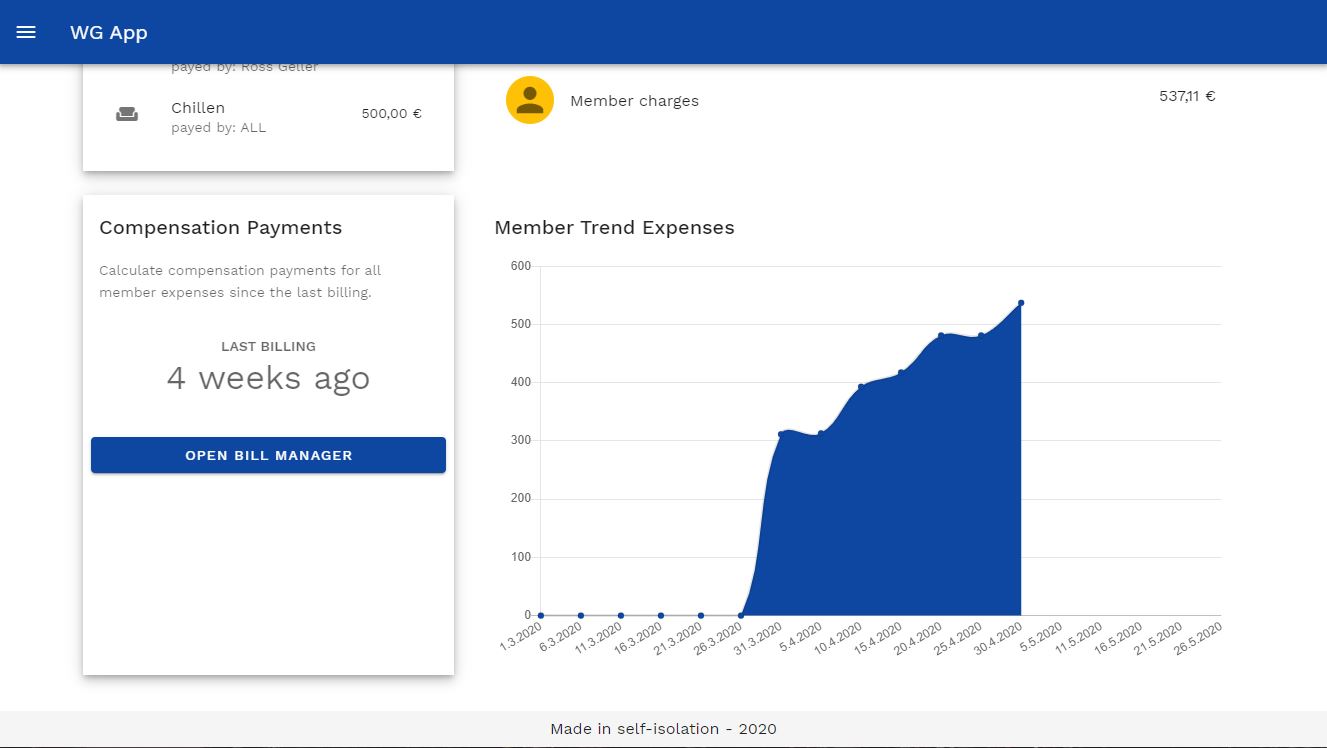 WG App
payed by: Ross Geller
Chillen
500,00 €
payed by: ALL
Member charges
537,11 €
Compensation Payments
Calculate compensation payments for all
member expenses since the last billing.
LAST BILLING
4 weeks ago
OPEN BILL MANAGER
Member Trend Expenses
600
500
400
300
200
100
0
1.3.2020
6.3.2020
11.3.2020
16.3.2020
21.3.2020
26.3.2020
31.3.2020
5.4.2020
10.4.2020
15.4.2020
20.4.2020
25.4.2020
30.4.2020
5.5.2020
11.5.2020
16.5.2020
21.5.2020
26.5.2020
Made in self-isolation - 2020